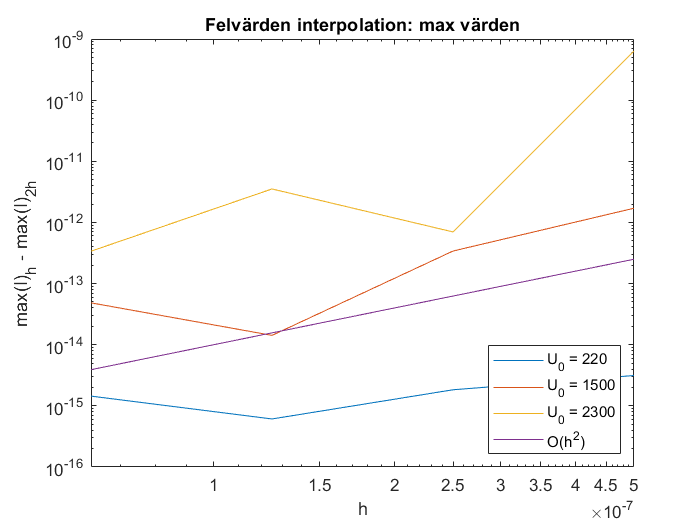 Felvärden interpolation: max värden
max(I)_h - max(I)_{2h}
10^{-9}
10^{-10}
10^{-11}
10^{-12}
10^{-13}
10^{-14}
10^{-15}
10^{-16}
U_0 = 220
U_0 = 1500
U_0 = 2300
O(h^2)
1 1.5 2 2.5 3 3.5 4 4.5 5
×10^{-7}
h